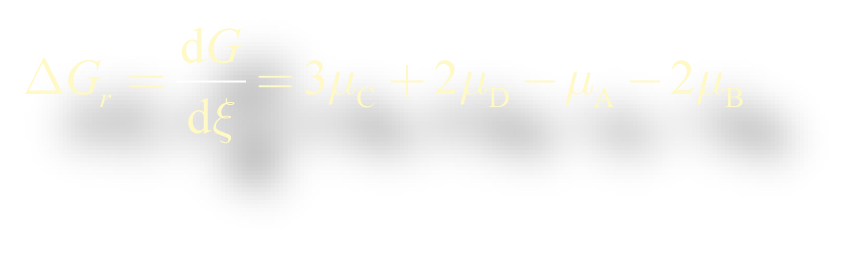 ΔG_r = dG/dξ = 3μ_C + 2μ_D − μ_A − 2μ_B